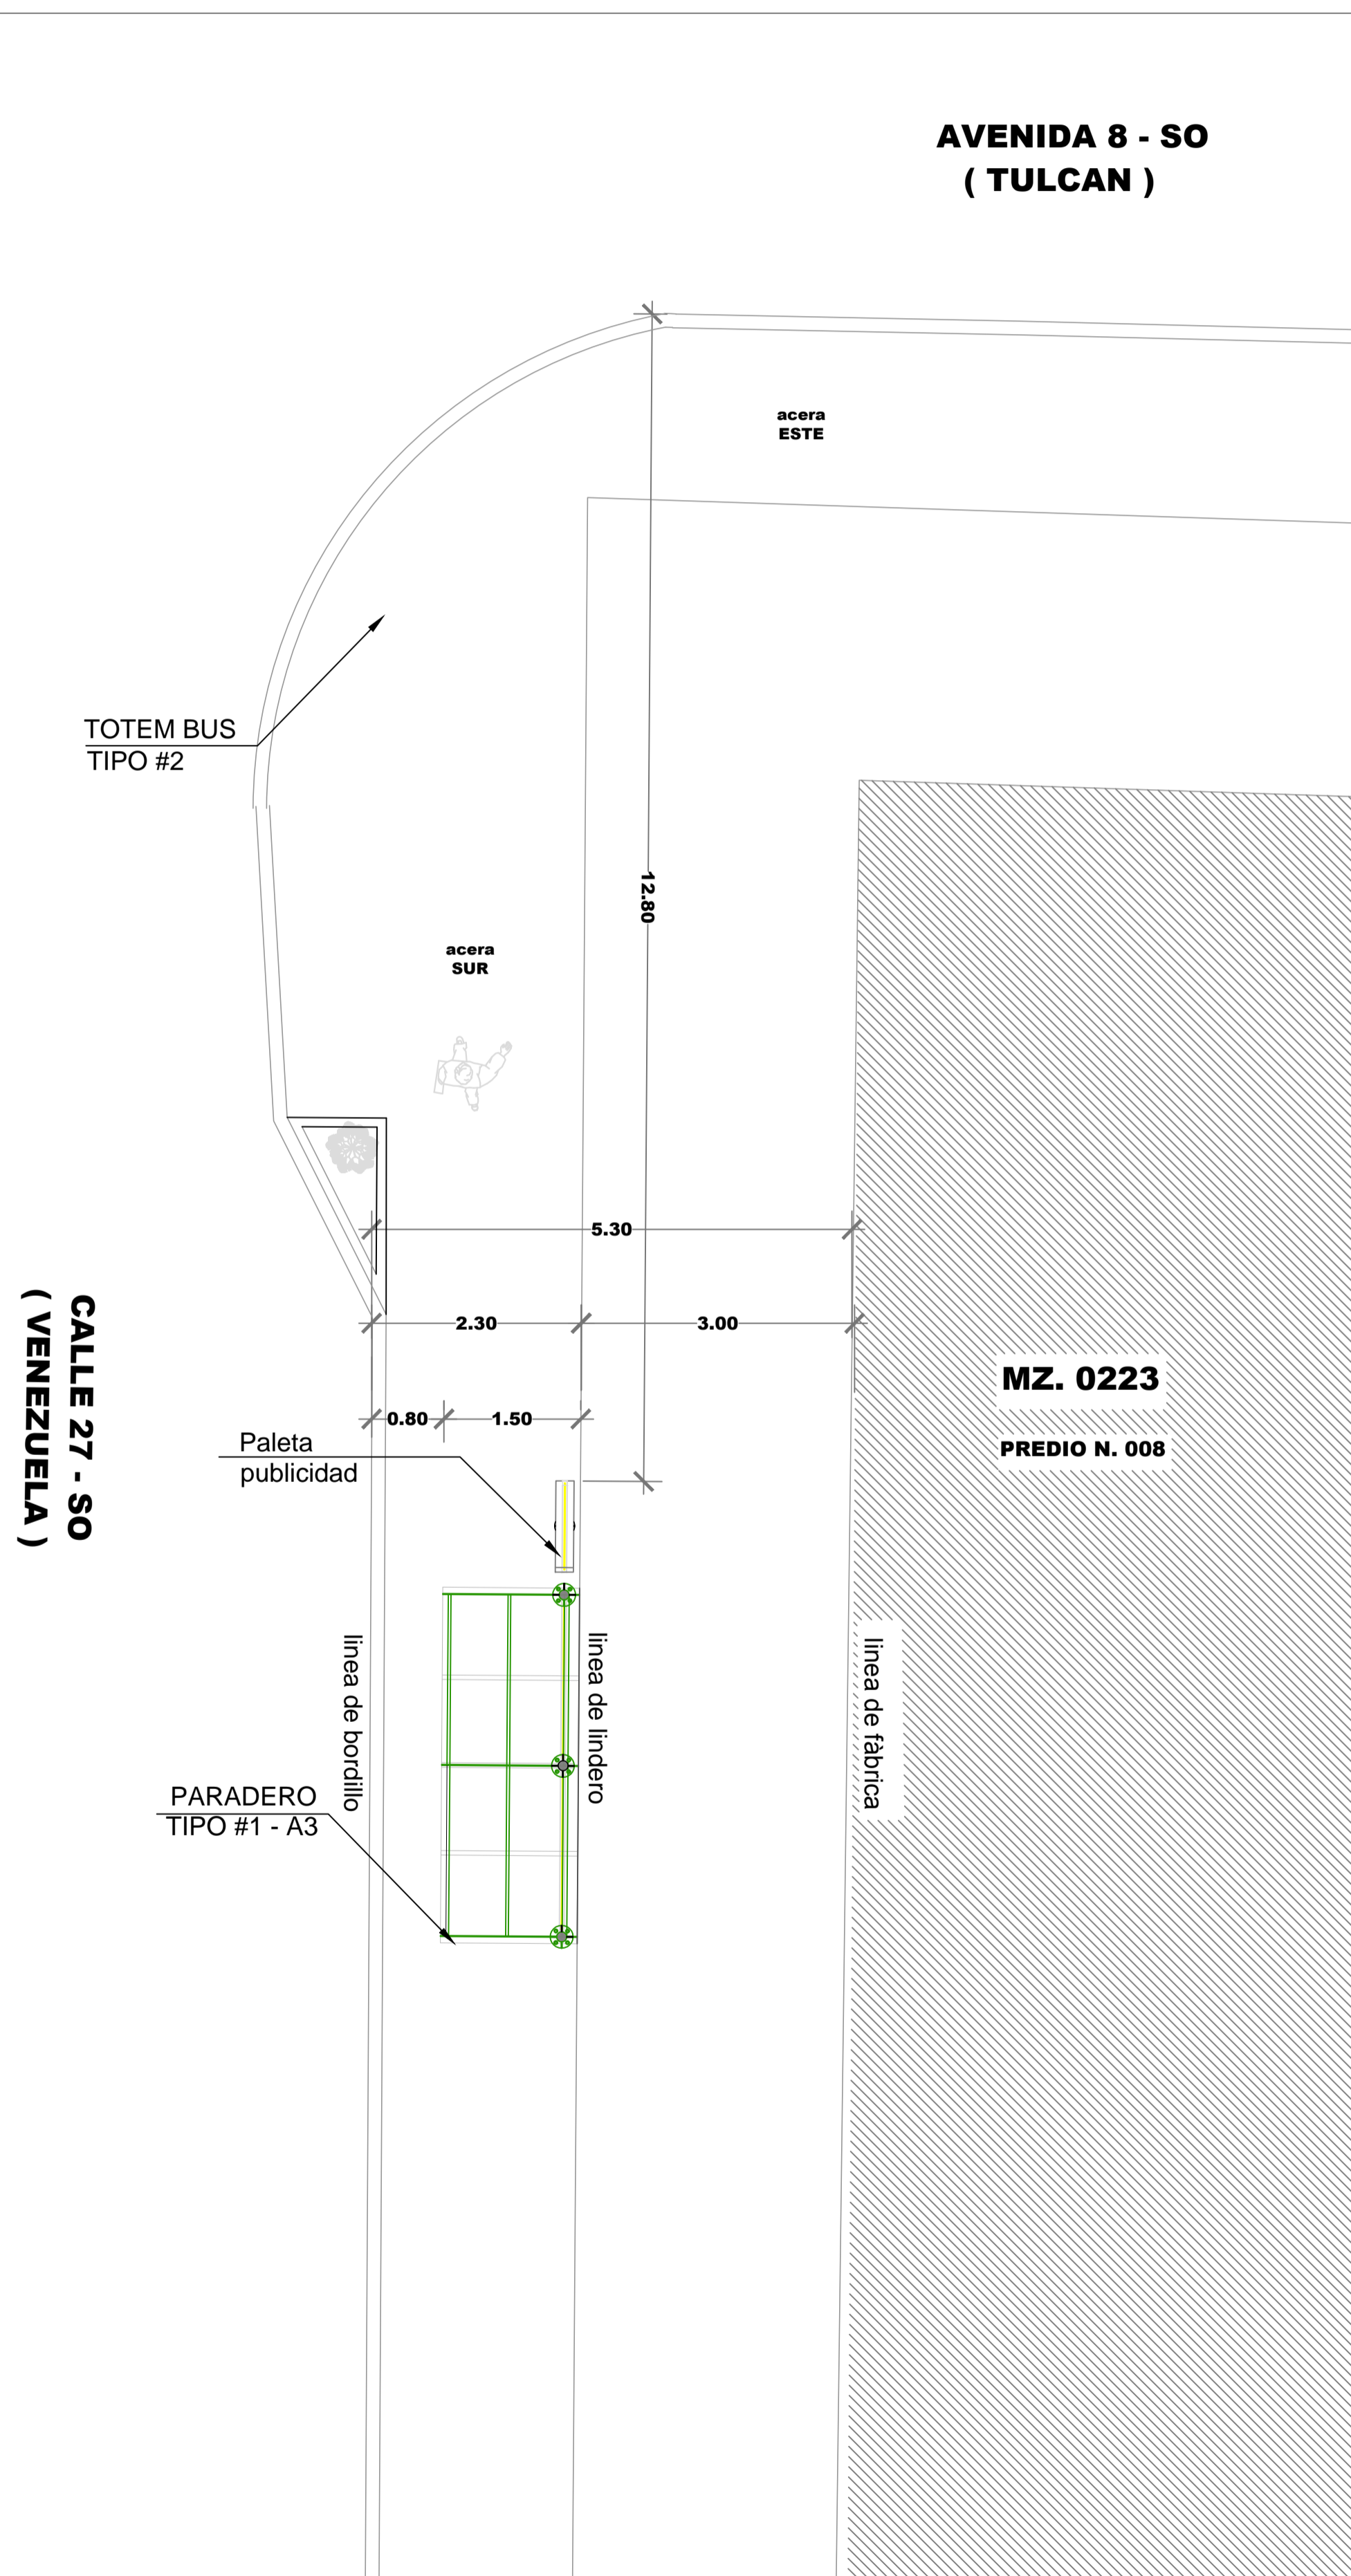 AVENIDA 8 - SO
( TULCAN )
acera
ESTE
TOTEM BUS
TIPO #2
12.80
acera
SUR
5.30
2.30
3.00
CALLE 27 - SO
( VENEZUELA )
MZ. 0223
0.80
1.50
Paleta
publicidad
PREDIO N. 008
linea de bordillo
linea de lindero
linea de fàbrica
PARADERO
TIPO #1 - A3